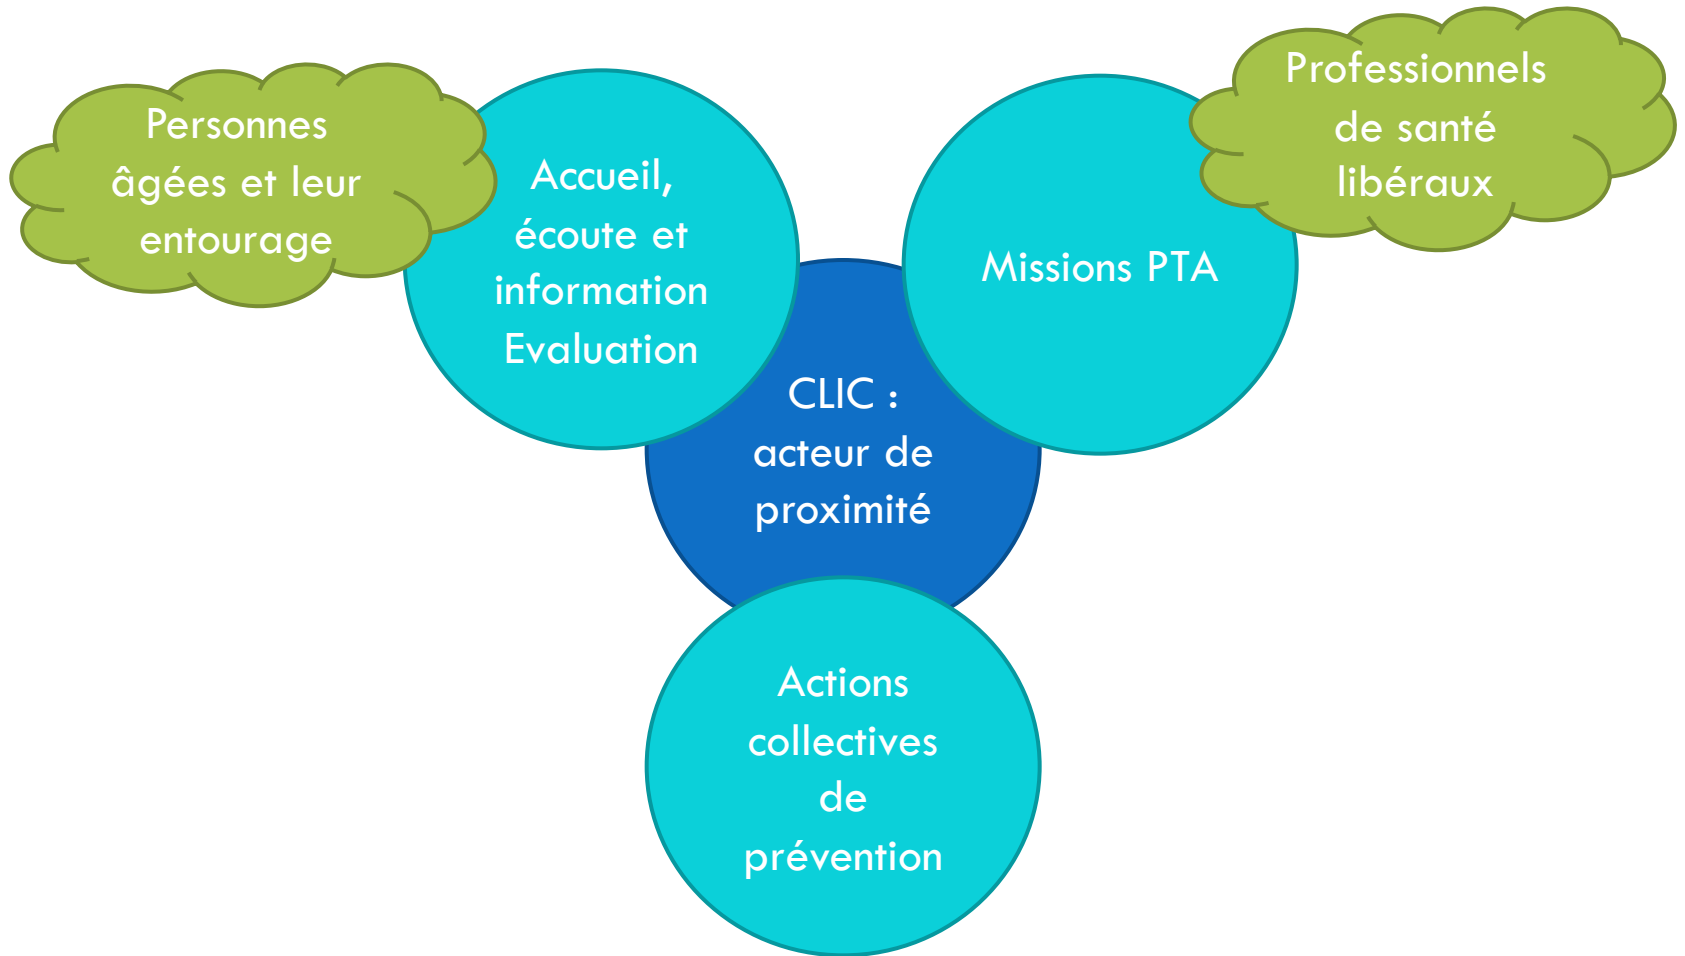 Personnes
âgées et leur
entourage
Accueil,
écoute et
information
Evaluation
Professionnels
de santé
libéraux
Missions PTA
CLIC :
acteur de
proximité
Actions
collectives
de
prévention